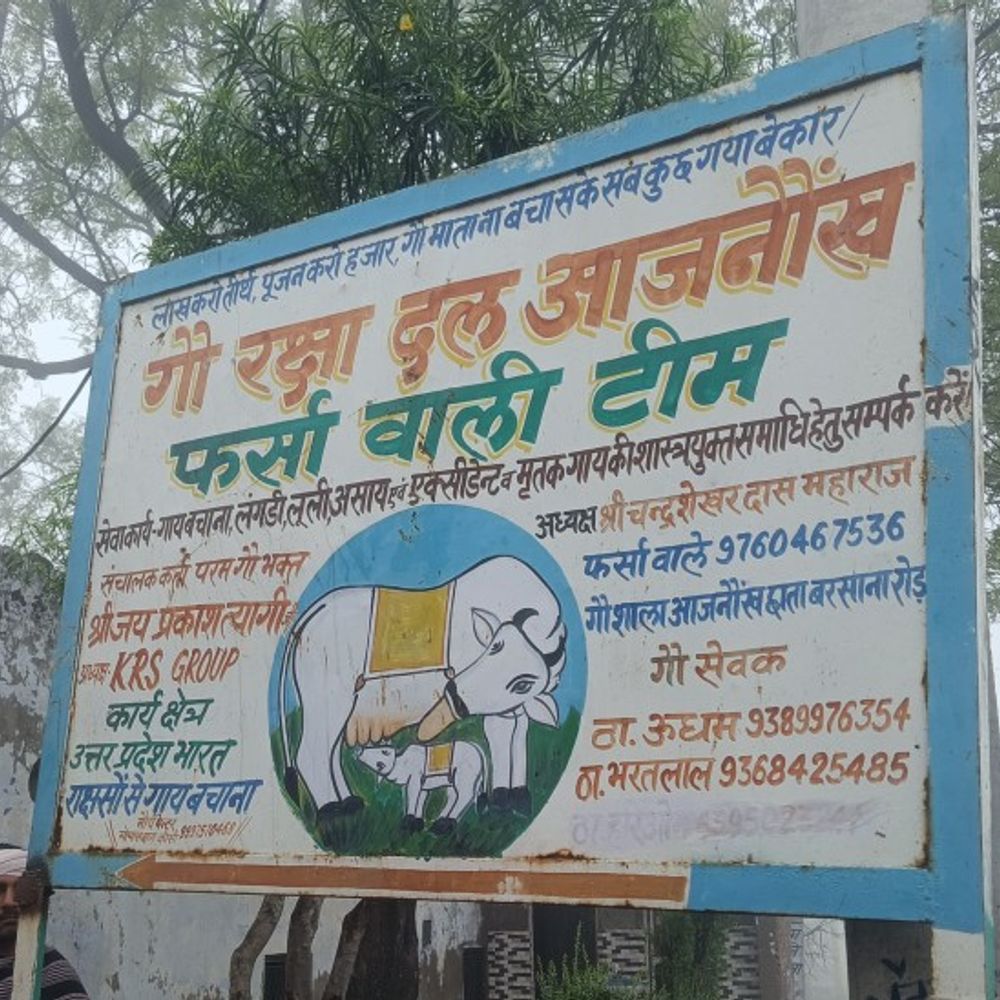 लाख करो तीर्थ, पूजन करो हजार, गौ माता ना बचा सके सब कुछ गया बेकार/
गौ रक्षा दल आजनौंख
फर्सा वाली टीम
सेवाकार्य-गाय बचाना, लंगडी, लूली, असाय एवं एक्सीडेन्ट व मृतक गाय की शास्त्रयुक्त समाधि हेतु सम्पर्क करें।
संचालक कर्ता परम गौ भक्त
श्री जय प्रकाश त्यागी जी
अध्यक्ष KRS GROUP
कार्य क्षेत्र
उत्तर प्रदेश भारत
राक्षसों से गाय बचाना
अध्यक्ष श्री चन्द्रशेखर दास महाराज
फर्सा वाले 9760467536
गौशाला आजनौंख हाता बरसाना रोड़
गौ सेवक
ठा. ऊधम 9389976354
ठा. भरतलाल 9368425485